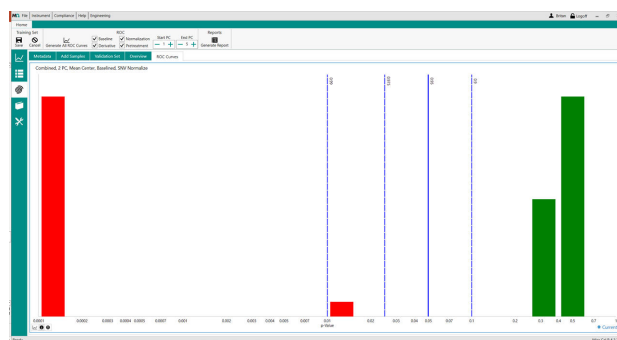 File Instrument Compliance Help Engineering
Logoff
Home
Training Set ROC Reports
Baseline Normalization Start PC End PC
1 5
Save Cancel Generate All ROC Curves Derivative Pretreatment Generate Report
Metadata Add Samples Validation Set Overview ROC Curves
Combined, 2 PC, Mean Center, Baselined, SNV Normalize
0.0001 0.0002 0.0003 0.0004 0.0005 0.0007 0.001 0.002 0.003 0.004 0.005 0.007 0.01 0.02 0.03 0.04 0.05 0.07 0.1 0.2 0.3 0.4 0.5 0.7
p Value
Current